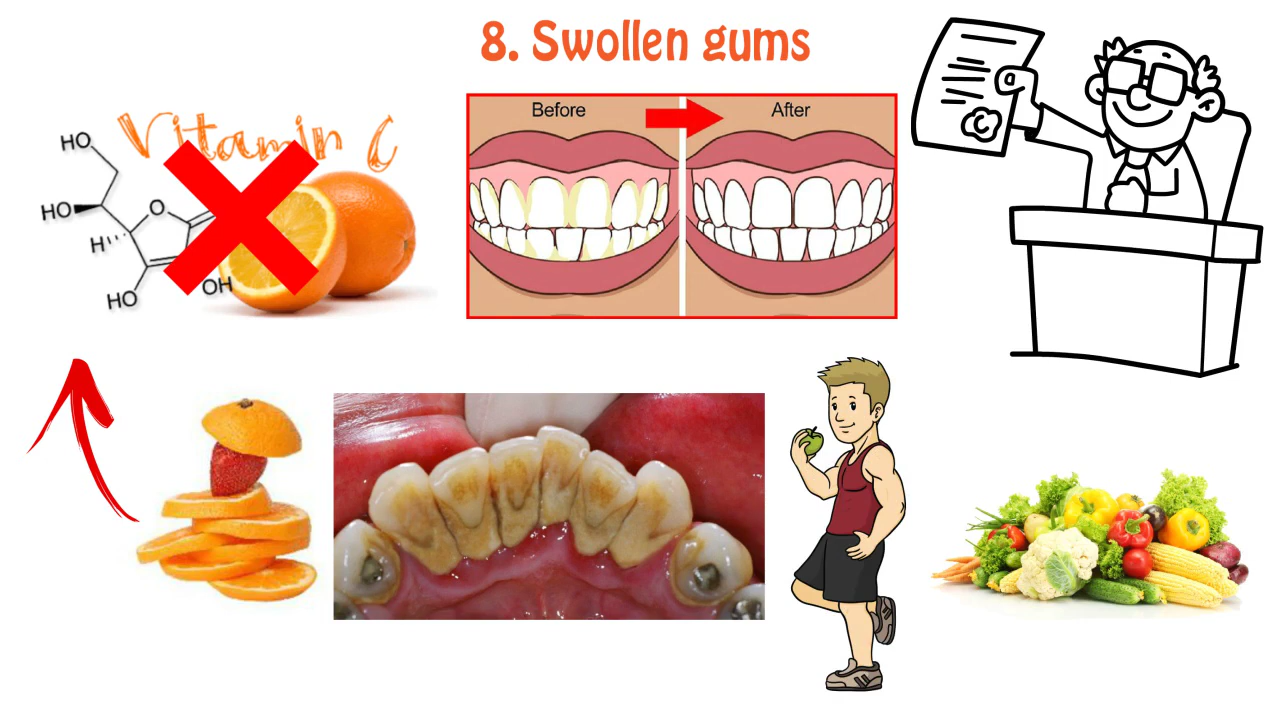 8. Swollen gums
Vitamin C
HO
HO
O
H
HO
OH
Before
After